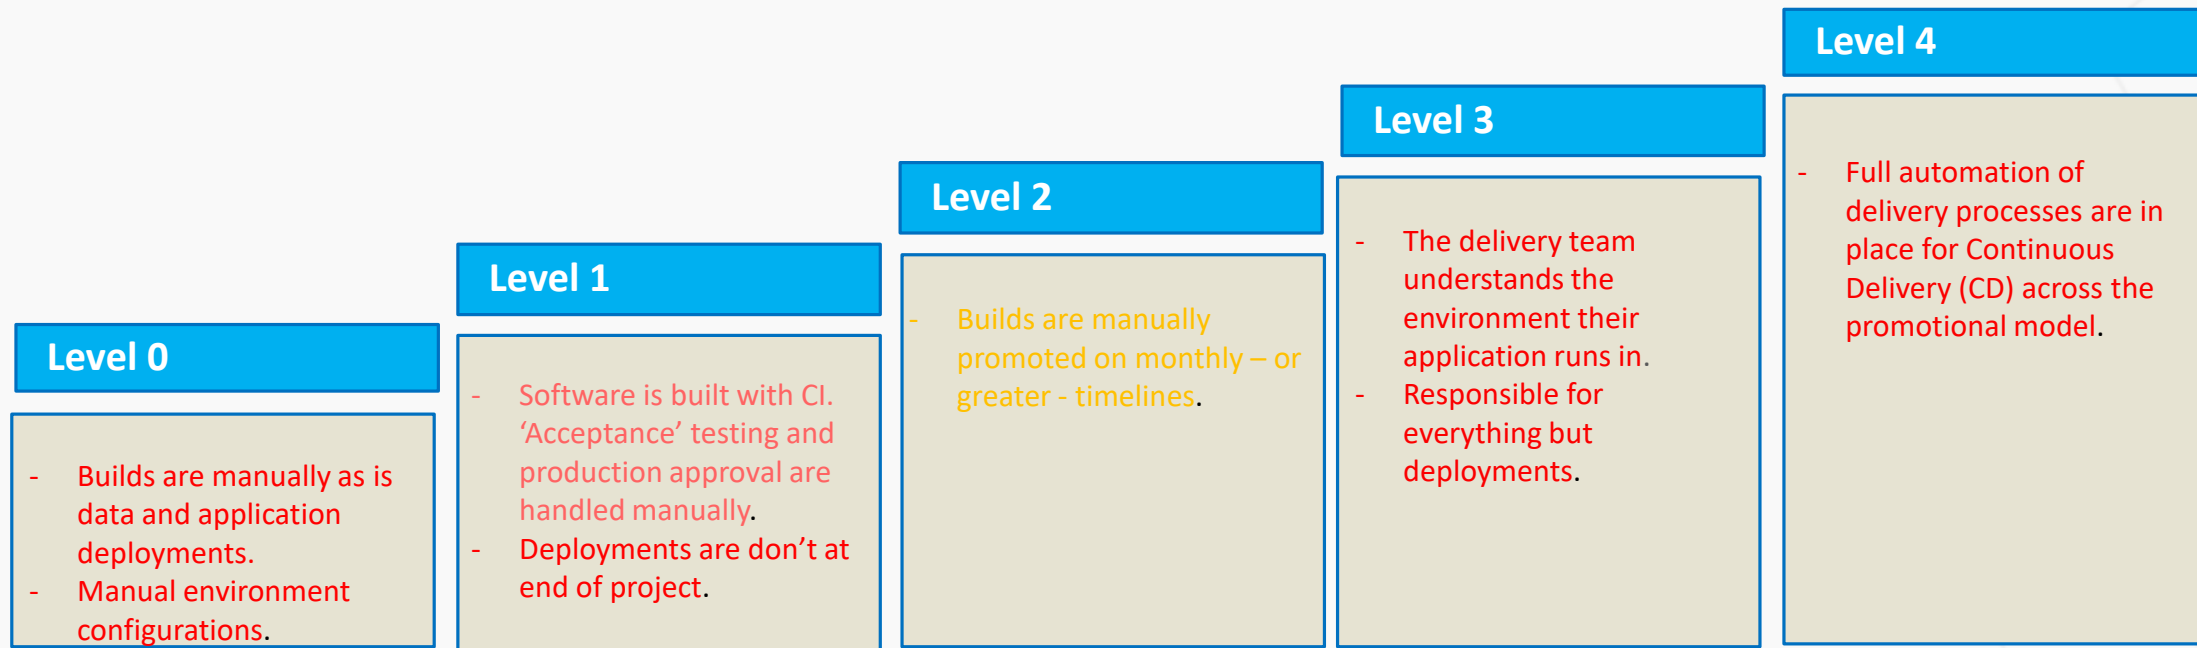 Level 0
- Builds are manually as is
data and application
deployments.
- Manual environment
configurations.
Level 1
- Software is built with CI.
‘Acceptance’ testing and
production approval are
handled manually.
- Deployments are don’t at
end of project.
Level 2
- Builds are manually
promoted on monthly – or
greater - timelines.
Level 3
- The delivery team
understands the
environment their
application runs in.
- Responsible for
everything but
deployments.
Level 4
- Full automation of
delivery processes are in
place for Continuous
Delivery (CD) across the
promotional model.